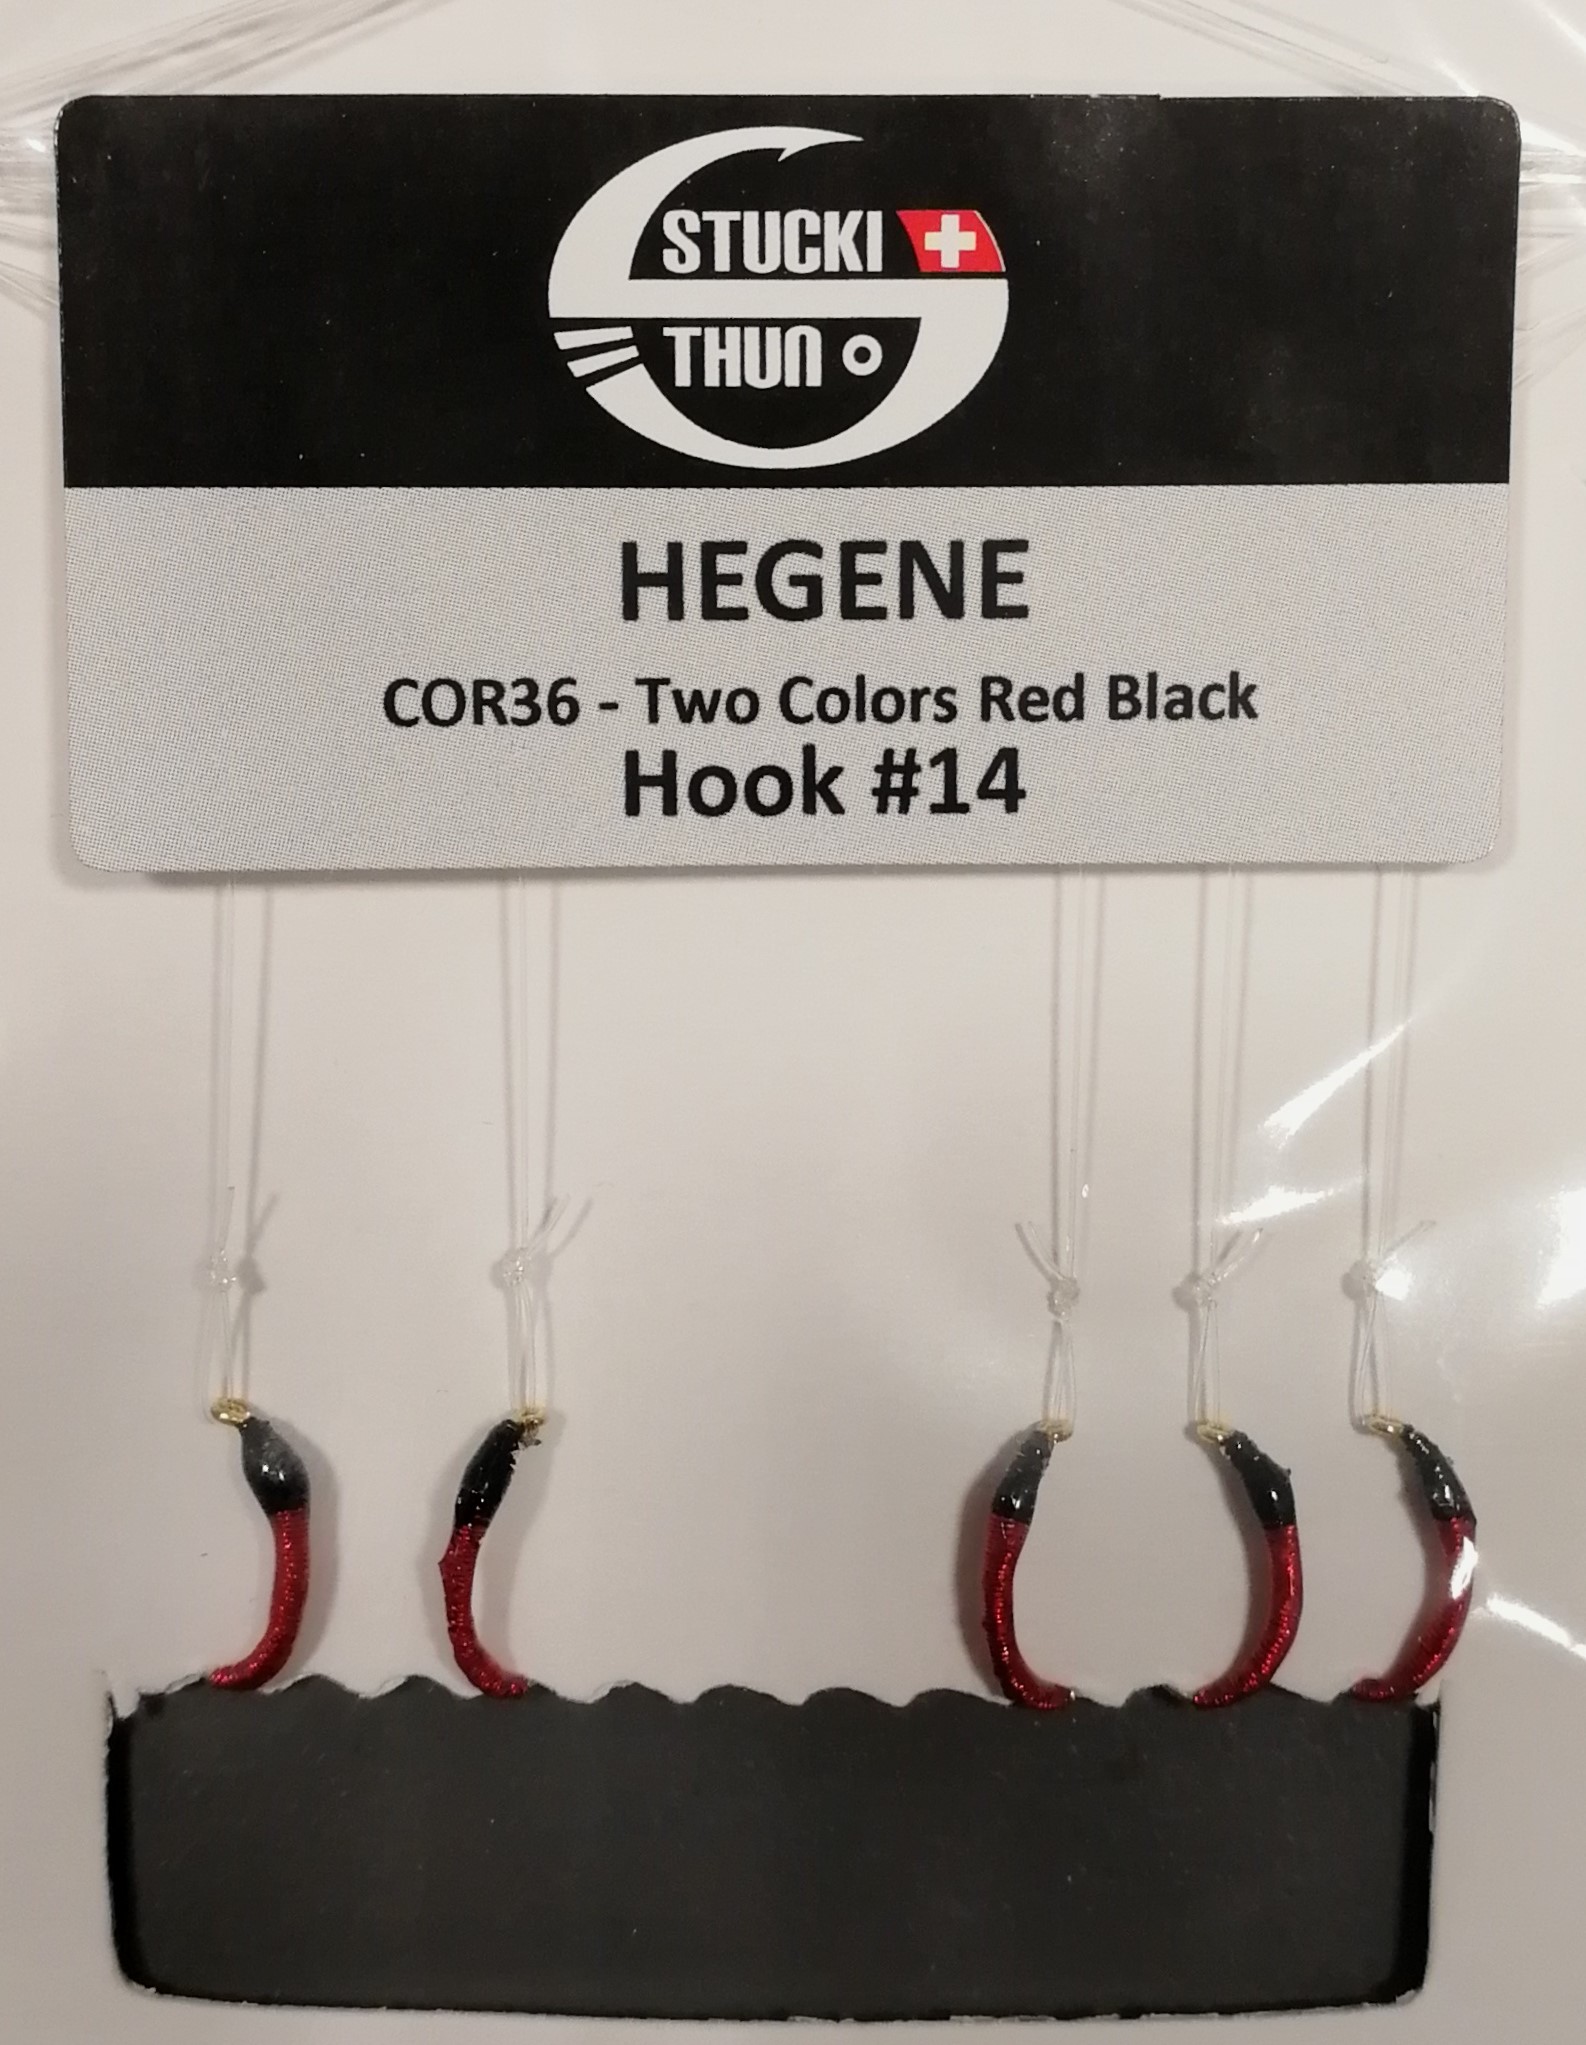 STUCKI
THUN
HEGENE
COR36 - Two Colors Red Black
Hook #14